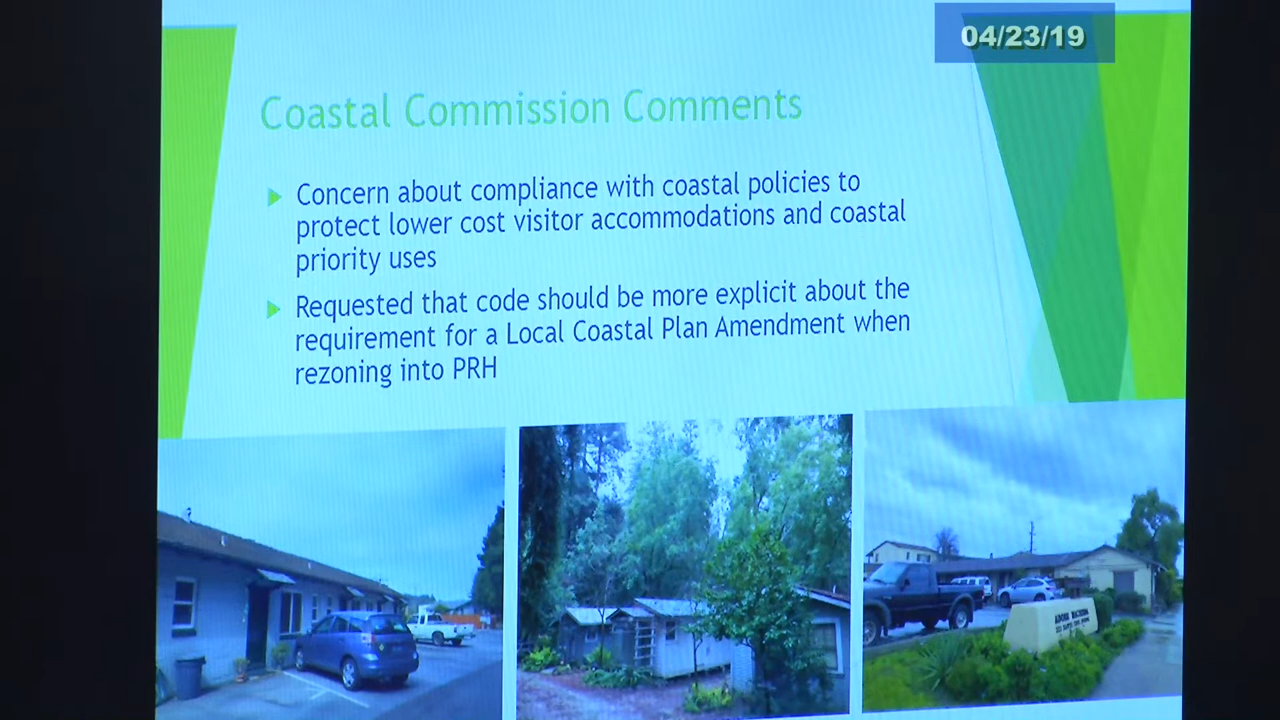 04/23/19
Coastal Commission Comments
Concern about compliance with coastal policies to
protect lower cost visitor accommodations and coastal
priority uses
Requested that code should be more explicit about the
requirement for a Local Coastal Plan Amendment when
rezoning into PRH